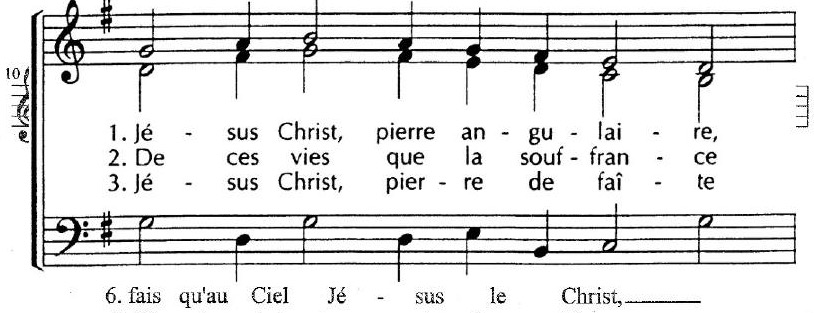 10
1. Jé - sus Christ, pierre an - gu - lai - re,
2. De ces vies que la souf - fran - ce
3. Jé - sus Christ, pier - re de faî - te
6. fais qu'au Ciel Jé - sus le Christ,